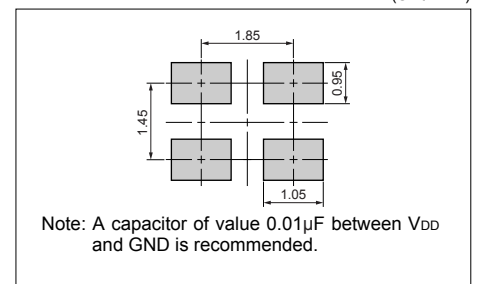 1.85
0.95
1.45
1.05
Note: A capacitor of value 0.01µF between VDD
and GND is recommended.